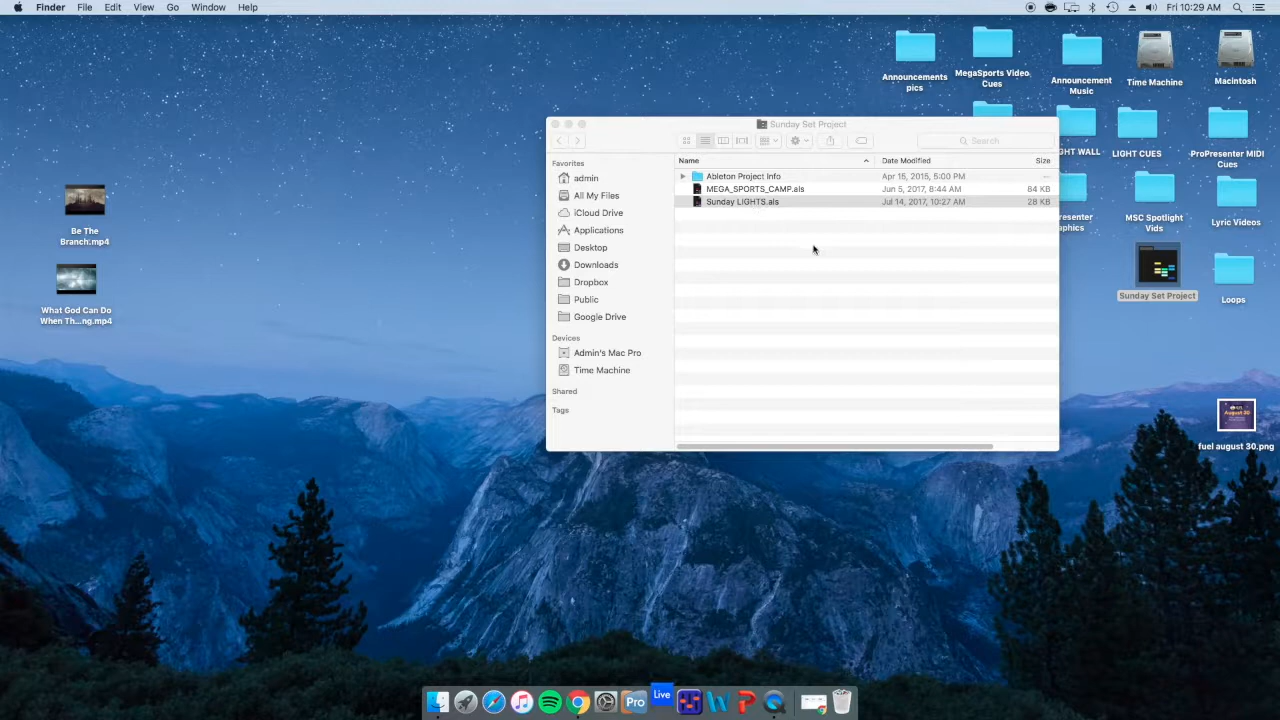 Finder File Edit View Go Window Help
Fri 10:29 AM
Announcements
pics
MegaSports Video
Cues
Announcement
Music
Time Machine
Macintosh
Sunday Set Project
Search
Favorites
admin
All My Files
iCloud Drive
Applications
Desktop
Downloads
Dropbox
Public
Google Drive
Devices
Admin's Mac Pro
Time Machine
Shared
Tags
Name Date Modified Size
Ableton Project Info Apr 15, 2015, 5:00 PM --
MEGA_SPORTS_CAMP.als Jun 5, 2017, 8:44 AM 84 KB
Sunday LIGHTS.als Jul 14, 2017, 10:27 AM 28 KB
GHT WALL
LIGHT CUES
ProPresenter MIDI
Cues
resenter
aphics
MSC Spotlight
Vids
Lyric Videos
Sunday Set Project
Loops
fuel august 30.png
Be The
Branch.mp4
What God Can Do
When Th...ng.mp4
Pro
Live